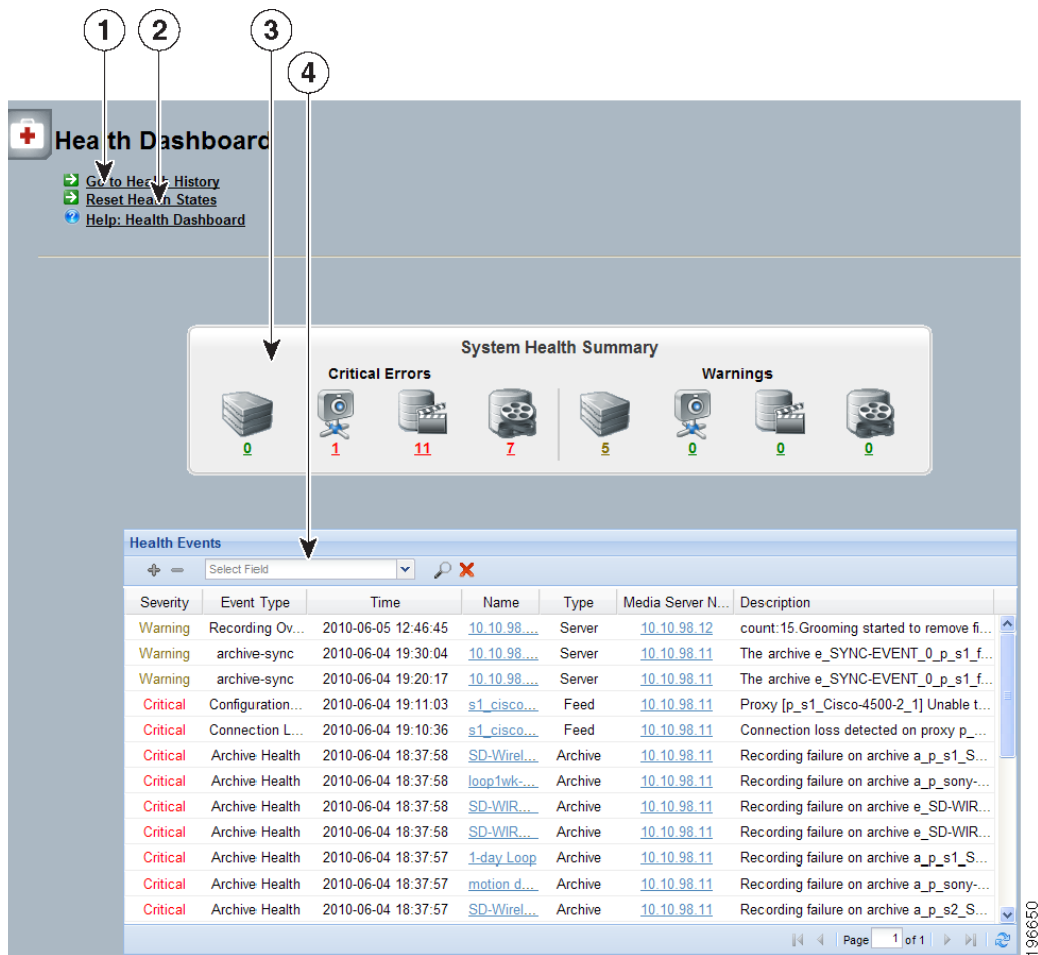 1 2 3
4
Health Dashboard
Go to Health History
Reset Health States
Help: Health Dashboard
System Health Summary
Critical Errors Warnings
0 1 11 7 5 0 0 0
Health Events
Select Field
Severity Event Type Time Name Type Media Server N... Description
Warning Recording Ov... 2010-06-05 12:46:45 10.10.98.... Server 10.10.98.12 count:15.Grooming started to remove fi...
Warning archive-sync 2010-06-04 19:30:04 10.10.98.... Server 10.10.98.11 The archive e_SYNC-EVENT_0_p_s1_f...
Warning archive-sync 2010-06-04 19:20:17 10.10.98.... Server 10.10.98.11 The archive e_SYNC-EVENT_0_p_s1_f...
Critical Configuration... 2010-06-04 19:11:03 s1_cisco... Feed 10.10.98.11 Proxy [p_s1_Cisco-4500-2_1] Unable t...
Critical Connection L... 2010-06-04 19:10:36 s1_cisco... Feed 10.10.98.11 Connection loss detected on proxy p_...
Critical Archive Health 2010-06-04 18:37:58 SD-Wirel... Archive 10.10.98.11 Recording failure on archive a_p_s1_S...
Critical Archive Health 2010-06-04 18:37:58 loop1wk-... Archive 10.10.98.11 Recording failure on archive a_p_sony-...
Critical Archive Health 2010-06-04 18:37:58 SD-WIR... Archive 10.10.98.11 Recording failure on archive e_SD-WIR...
Critical Archive Health 2010-06-04 18:37:58 SD-WIR... Archive 10.10.98.11 Recording failure on archive e_SD-WIR...
Critical Archive Health 2010-06-04 18:37:57 1-day Loop Archive 10.10.98.11 Recording failure on archive a_p_s1_S...
Critical Archive Health 2010-06-04 18:37:57 motion d... Archive 10.10.98.11 Recording failure on archive a_p_sony-...
Critical Archive Health 2010-06-04 18:37:57 SD-Wirel... Archive 10.10.98.11 Recording failure on archive a_p_s2_S...
Page 1 of 1
196650